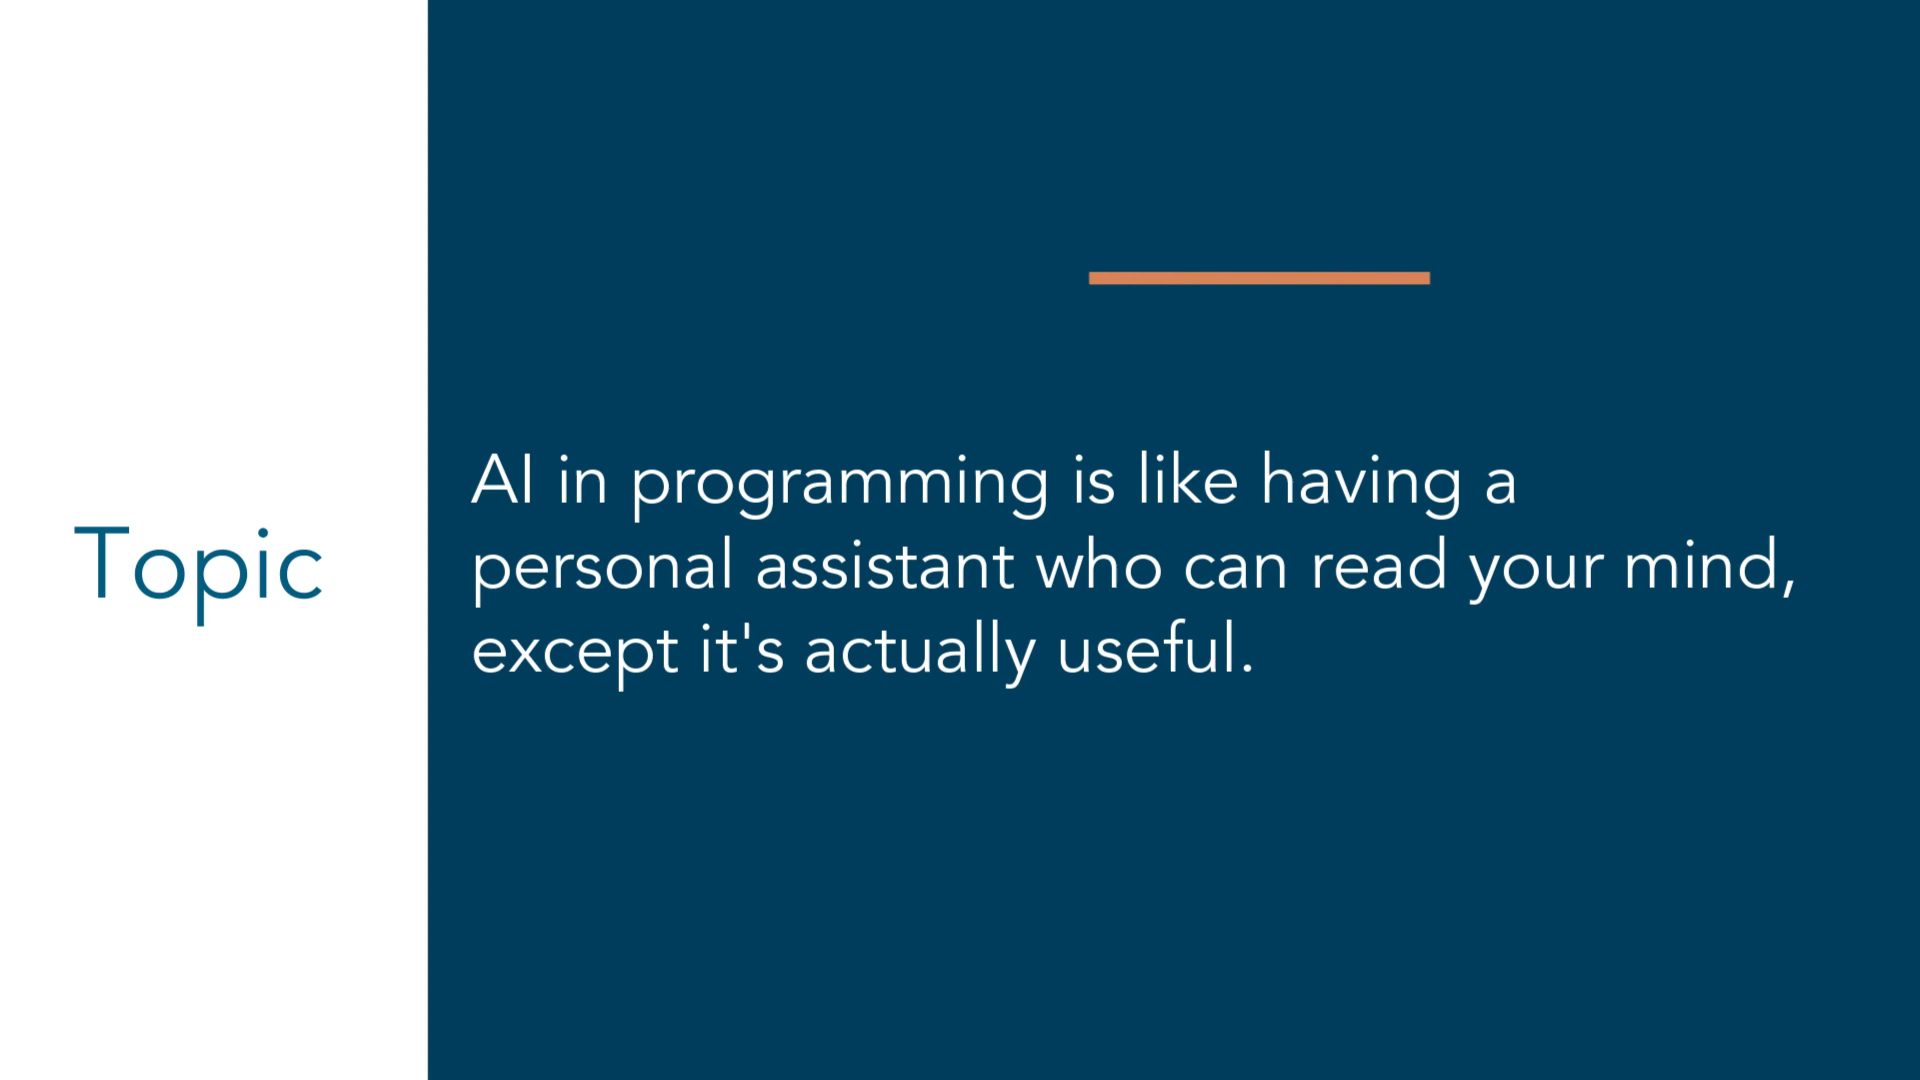 Topic
AI in programming is like having a
personal assistant who can read your mind,
except it's actually useful.